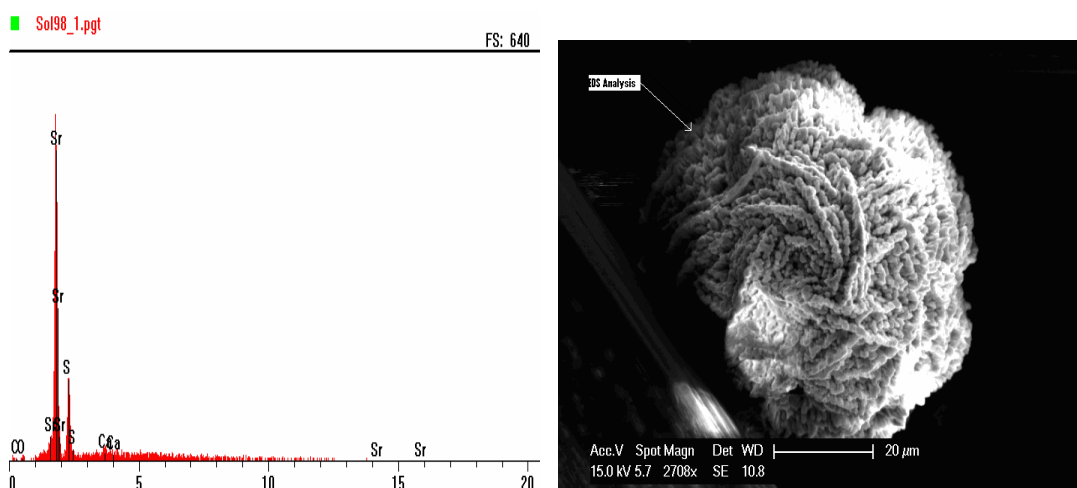 Sol98_1.pgt
FS: 640
Sr
Sr
S
Sr
S
Ca
Sr Sr
0 5 10 15 20
EDS Analysis
Acc.V Spot Magn Det WD 20 µm
15.0 kV 5.7 2708x SE 10.8